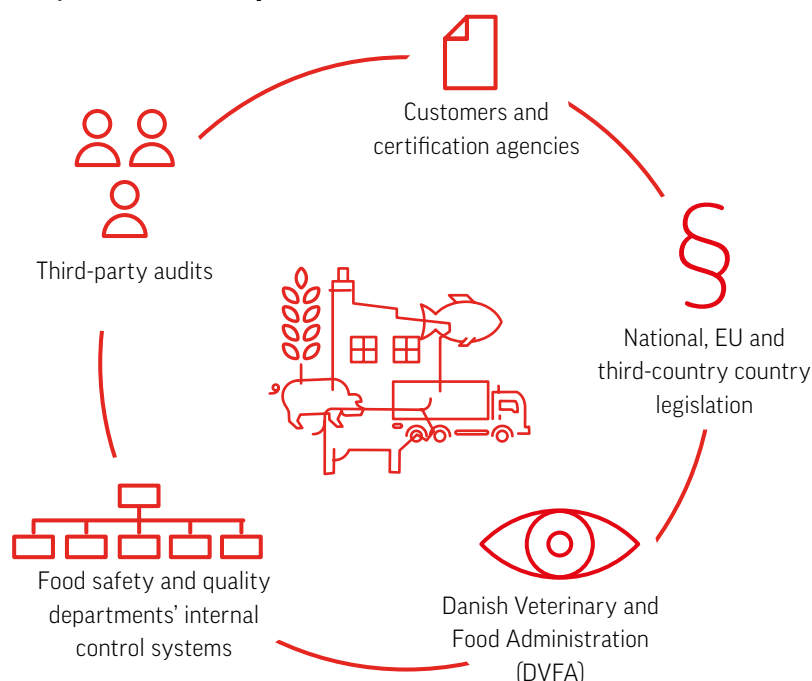 Customers and
certification agencies
Third-party audits
National, EU and
third-country country
legislation
Food safety and quality
departments' internal
control systems
Danish Veterinary and
Food Administration
(DVFA)